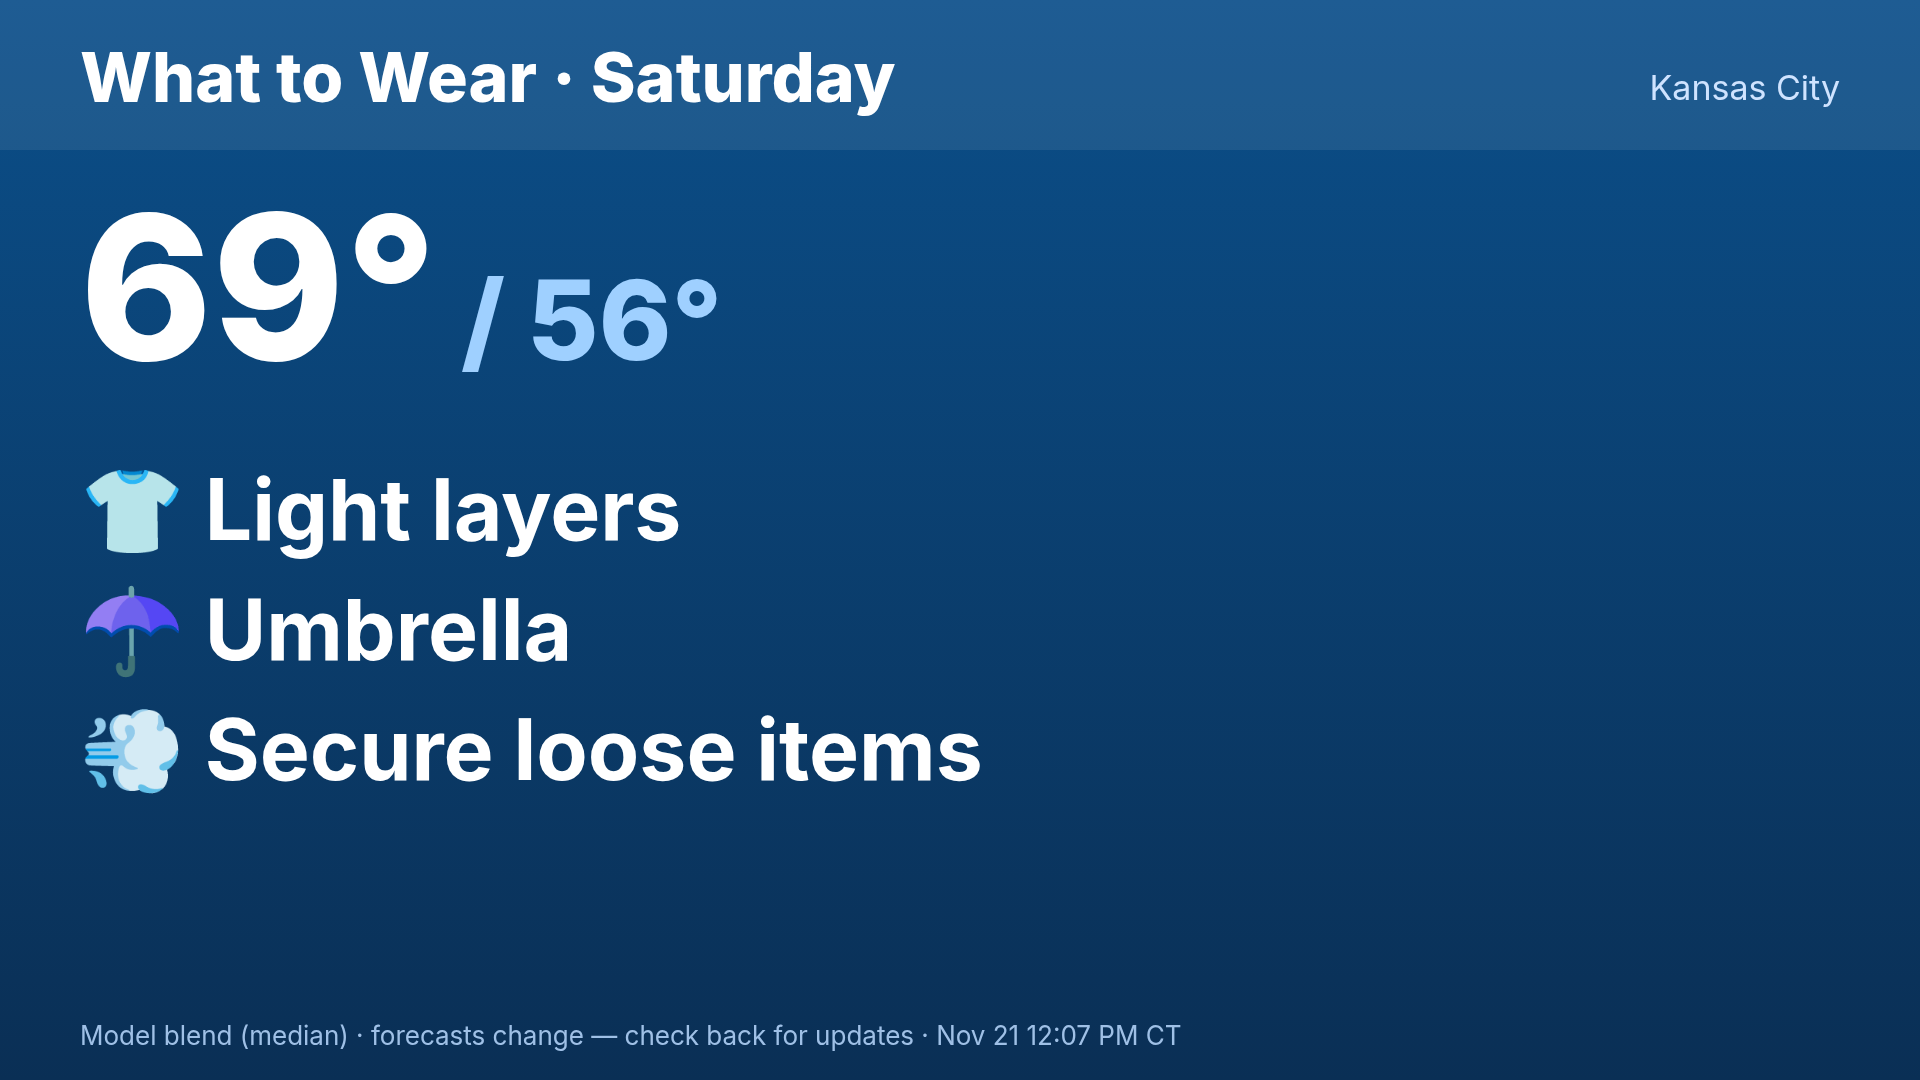 What to Wear · Saturday
Kansas City
69° / 56°
Light layers
Umbrella
Secure loose items
Model blend (median) · forecasts change — check back for updates · Nov 21 12:07 PM CT